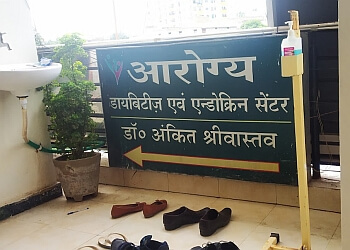 आरोग्य
डायबिटीज़ एवं एन्डोक्रिन सेंटर
डॉ० अंकित श्रीवास्तव